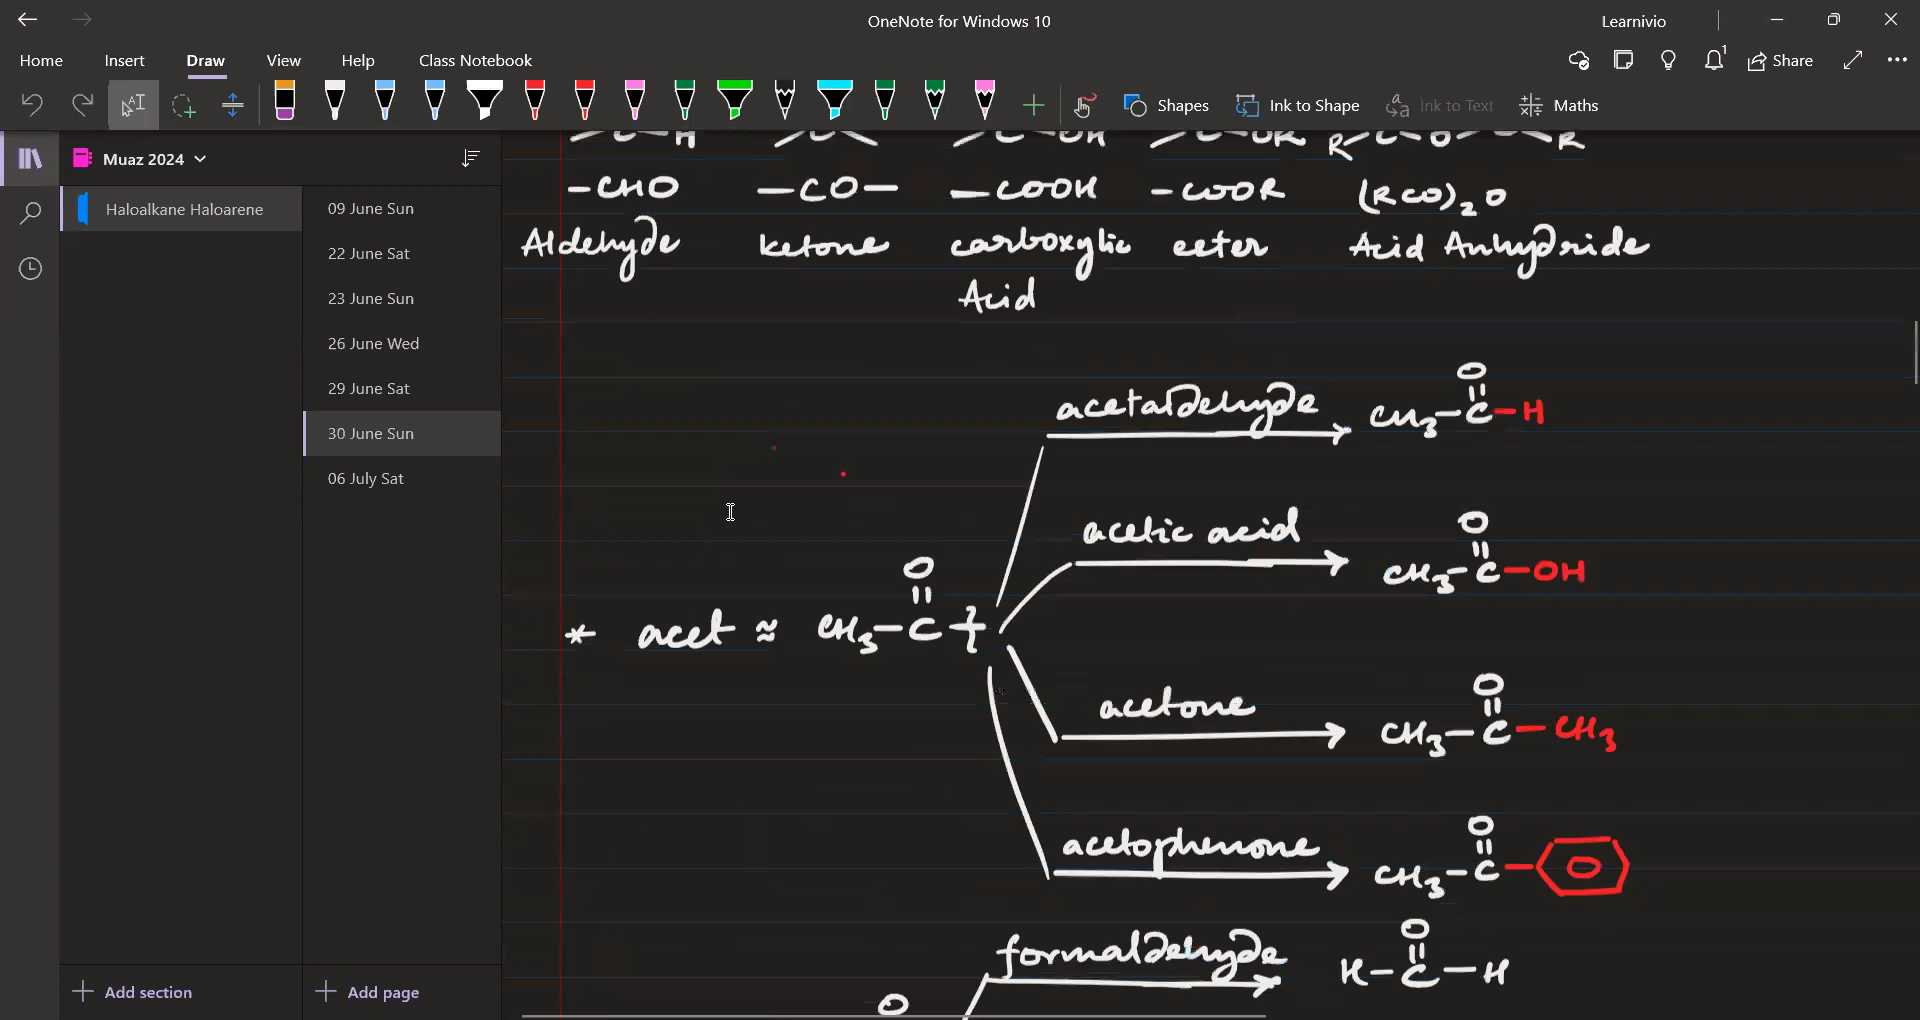 OneNote for Windows 10
Learnivio
Home Insert Draw View Help Class Notebook
1 Share
Shapes Ink to Shape Ink to Text Maths
Muaz 2024
Haloalkane Haloarene
09 June Sun
22 June Sat
23 June Sun
26 June Wed
29 June Sat
30 June Sun
06 July Sat
Add section
Add page
C-H C C-OH C-OR R-C-O-C-R
-CHO -CO- -COOH -COOR (RCO)₂O
Aldehyde ketone carboxylic ester Acid Anhydride
Acid
O
acetaldehyde CH₃-C-H
O
acetic acid CH₃-C-OH
O
* acet ≈ CH₃-C-
O
acetone CH₃-C-CH₃
O
acetophenone CH₃-C-
O
formaldehyde H-C-H
O